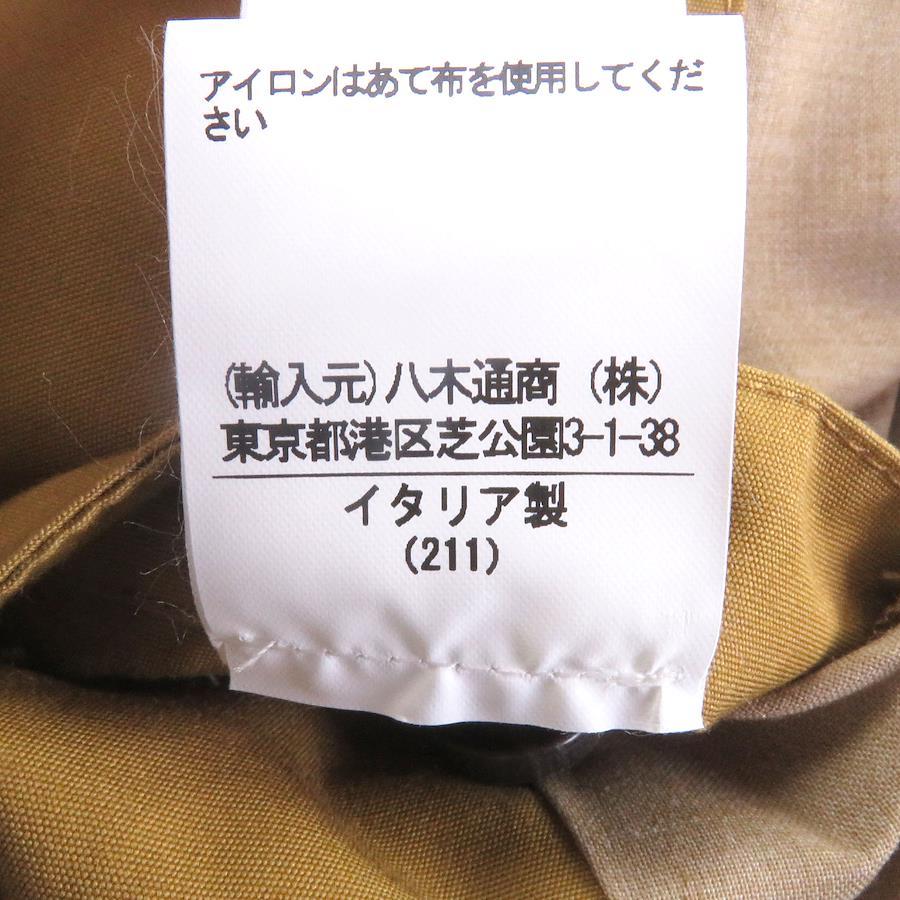 アイロンはあて布を使用してくだ
さい
(輸入元)八木通商 (株)
東京都港区芝公園3-1-38
イタリア製
(211)